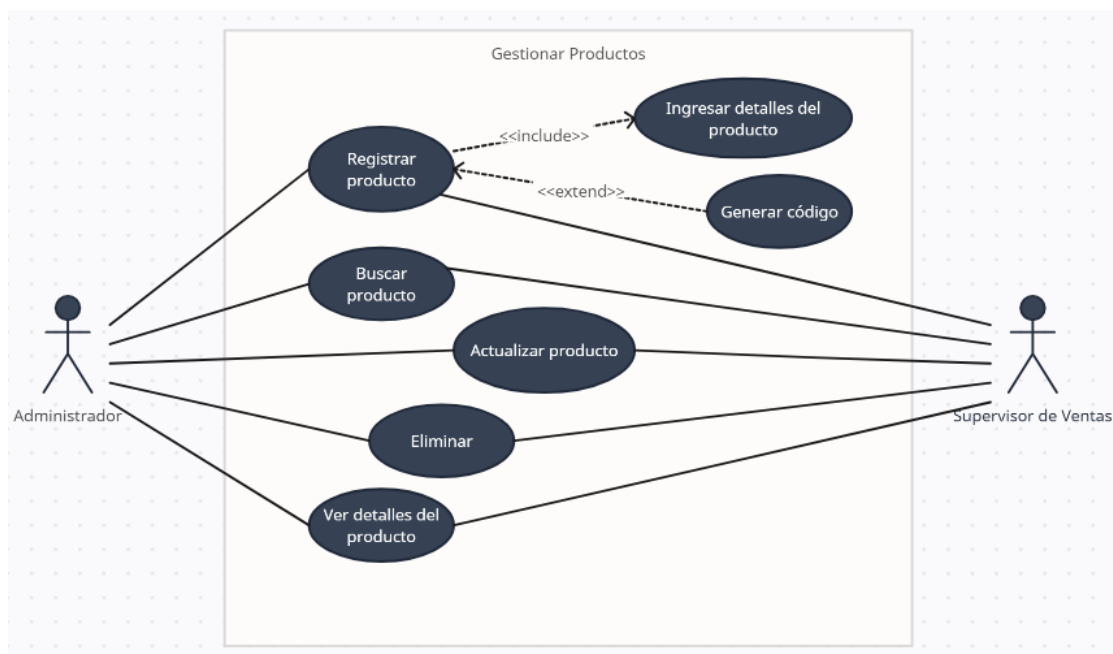 Gestionar Productos
Ingresar detalles del
producto
<<include>>
Registrar
producto
<<extend>>
Generar código
Buscar
producto
Actualizar producto
Administrador
Supervisor de Ventas
Eliminar
Ver detalles del
producto